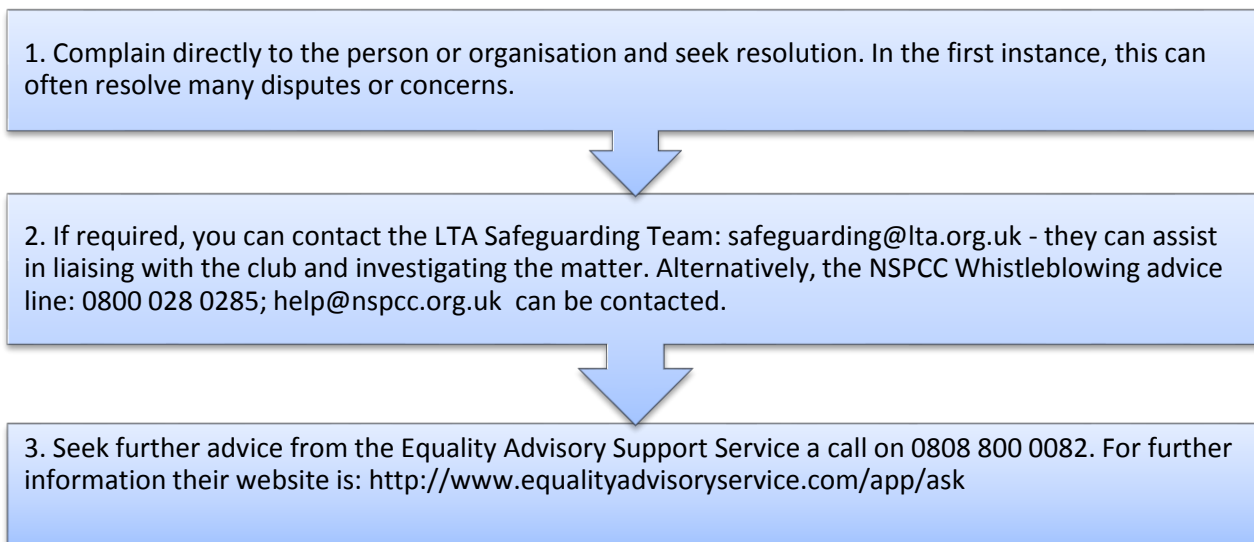 1. Complain directly to the person or organisation and seek resolution. In the first instance, this can
often resolve many disputes or concerns.
2. If required, you can contact the LTA Safeguarding Team: safeguarding@lta.org.uk - they can assist
in liaising with the club and investigating the matter. Alternatively, the NSPCC Whistleblowing advice
line: 0800 028 0285; help@nspcc.org.uk can be contacted.
3. Seek further advice from the Equality Advisory Support Service a call on 0808 800 0082. For further
information their website is: http://www.equalityadvisoryservice.com/app/ask